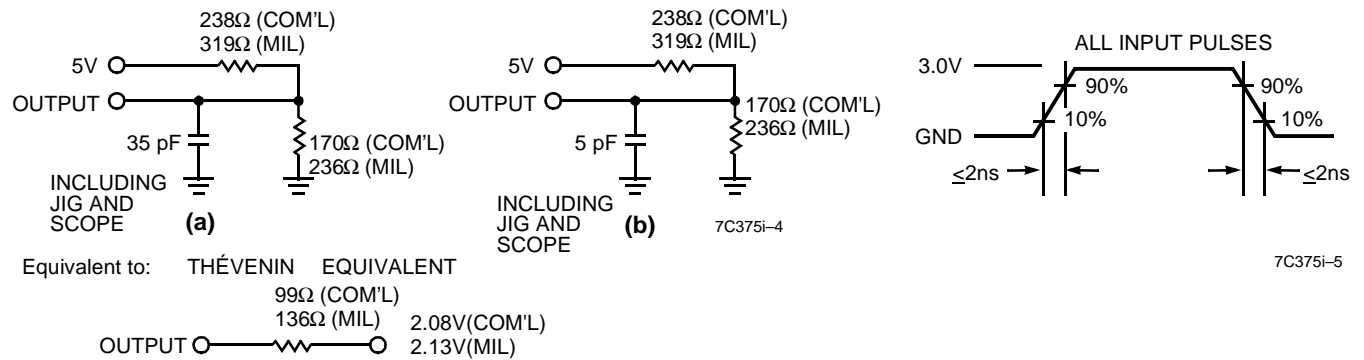 238Ω (COM'L)
319Ω (MIL)
5V
OUTPUT
35 pF
170Ω (COM'L)
236Ω (MIL)
INCLUDING
JIG AND
SCOPE
(a)
238Ω (COM'L)
319Ω (MIL)
5V
OUTPUT
5 pF
170Ω (COM'L)
236Ω (MIL)
INCLUDING
JIG AND
SCOPE
(b)
7C375i–4
ALL INPUT PULSES
3.0V
90%
10%
GND
90%
10%
≤2ns
≤2ns
7C375i–5
Equivalent to: THÉVENIN EQUIVALENT
99Ω (COM'L)
136Ω (MIL)
2.08V(COM'L)
2.13V(MIL)
OUTPUT